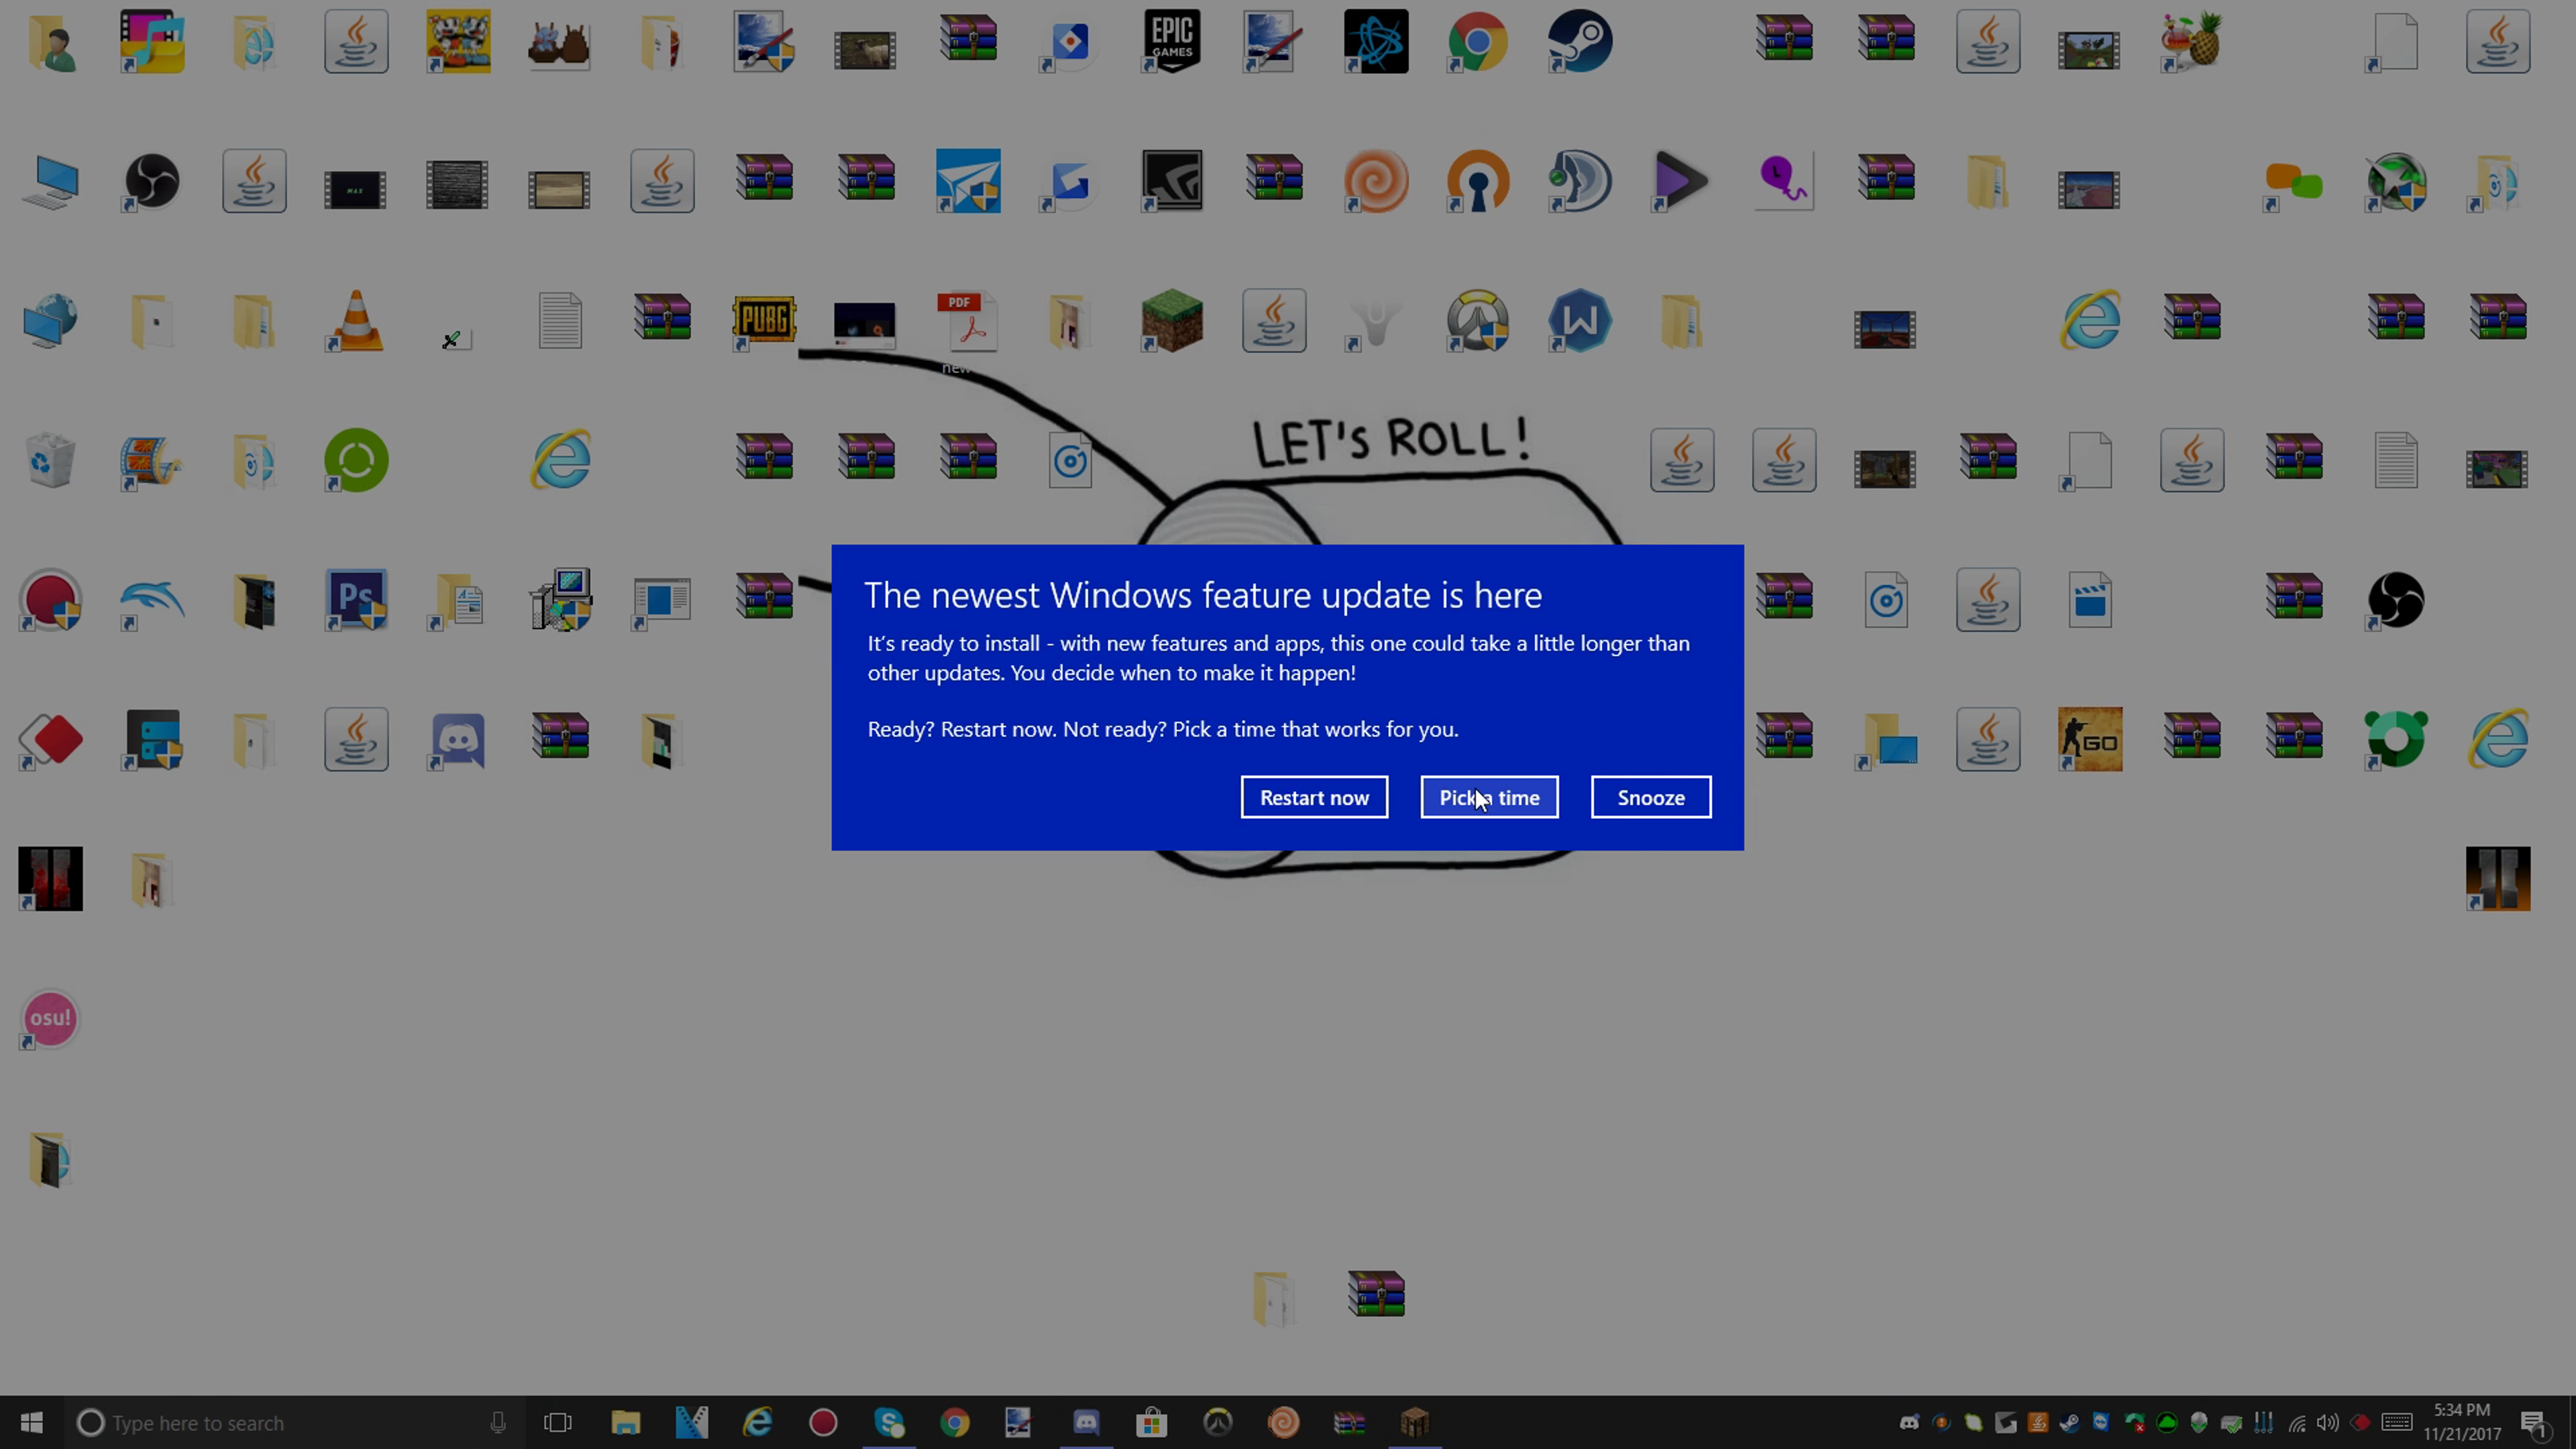 EPIC
GAMES
MAX
L
PUBG
PDF
W
new
LET'S ROLL!
Ps
The newest Windows feature update is here
It's ready to install - with new features and apps, this one could take a little longer than
other updates. You decide when to make it happen!
Ready? Restart now. Not ready? Pick a time that works for you.
GO
Restart now
Pick a time
Snooze
osu!
Type here to search
5:34 PM
11/21/2017
1